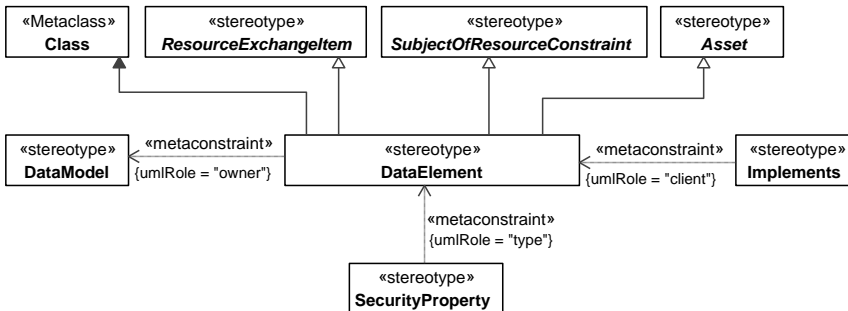 «Metaclass»
Class
«stereotype»
ResourceExchangeItem
«stereotype»
SubjectOfResourceConstraint
«stereotype»
Asset
«stereotype»
DataModel
«metaconstraint»
{umlRole = "owner"}
«stereotype»
DataElement
«metaconstraint»
{umlRole = "client"}
«stereotype»
Implements
«metaconstraint»
{umlRole = "type"}
«stereotype»
SecurityProperty